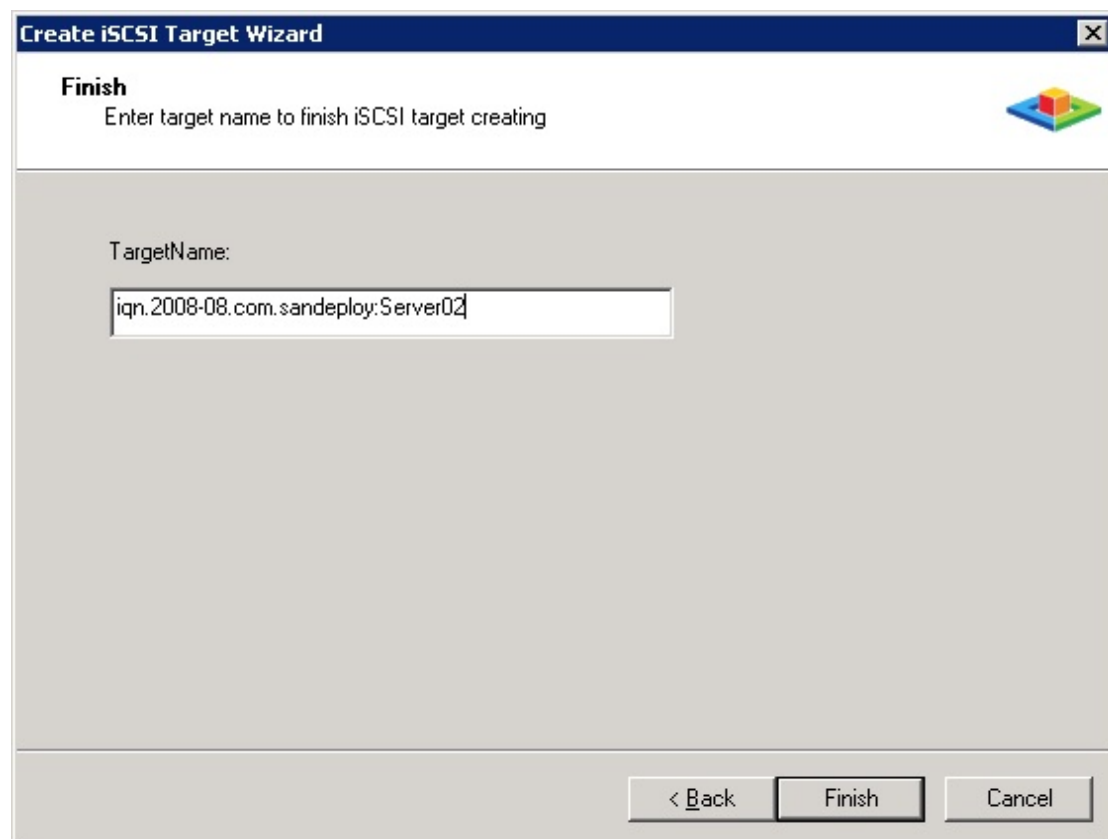 Create iSCSI Target Wizard
Finish
Enter target name to finish iSCSI target creating
TargetName:
iqn.2008-08.com.sandeploy:Server02
< Back
Finish
Cancel